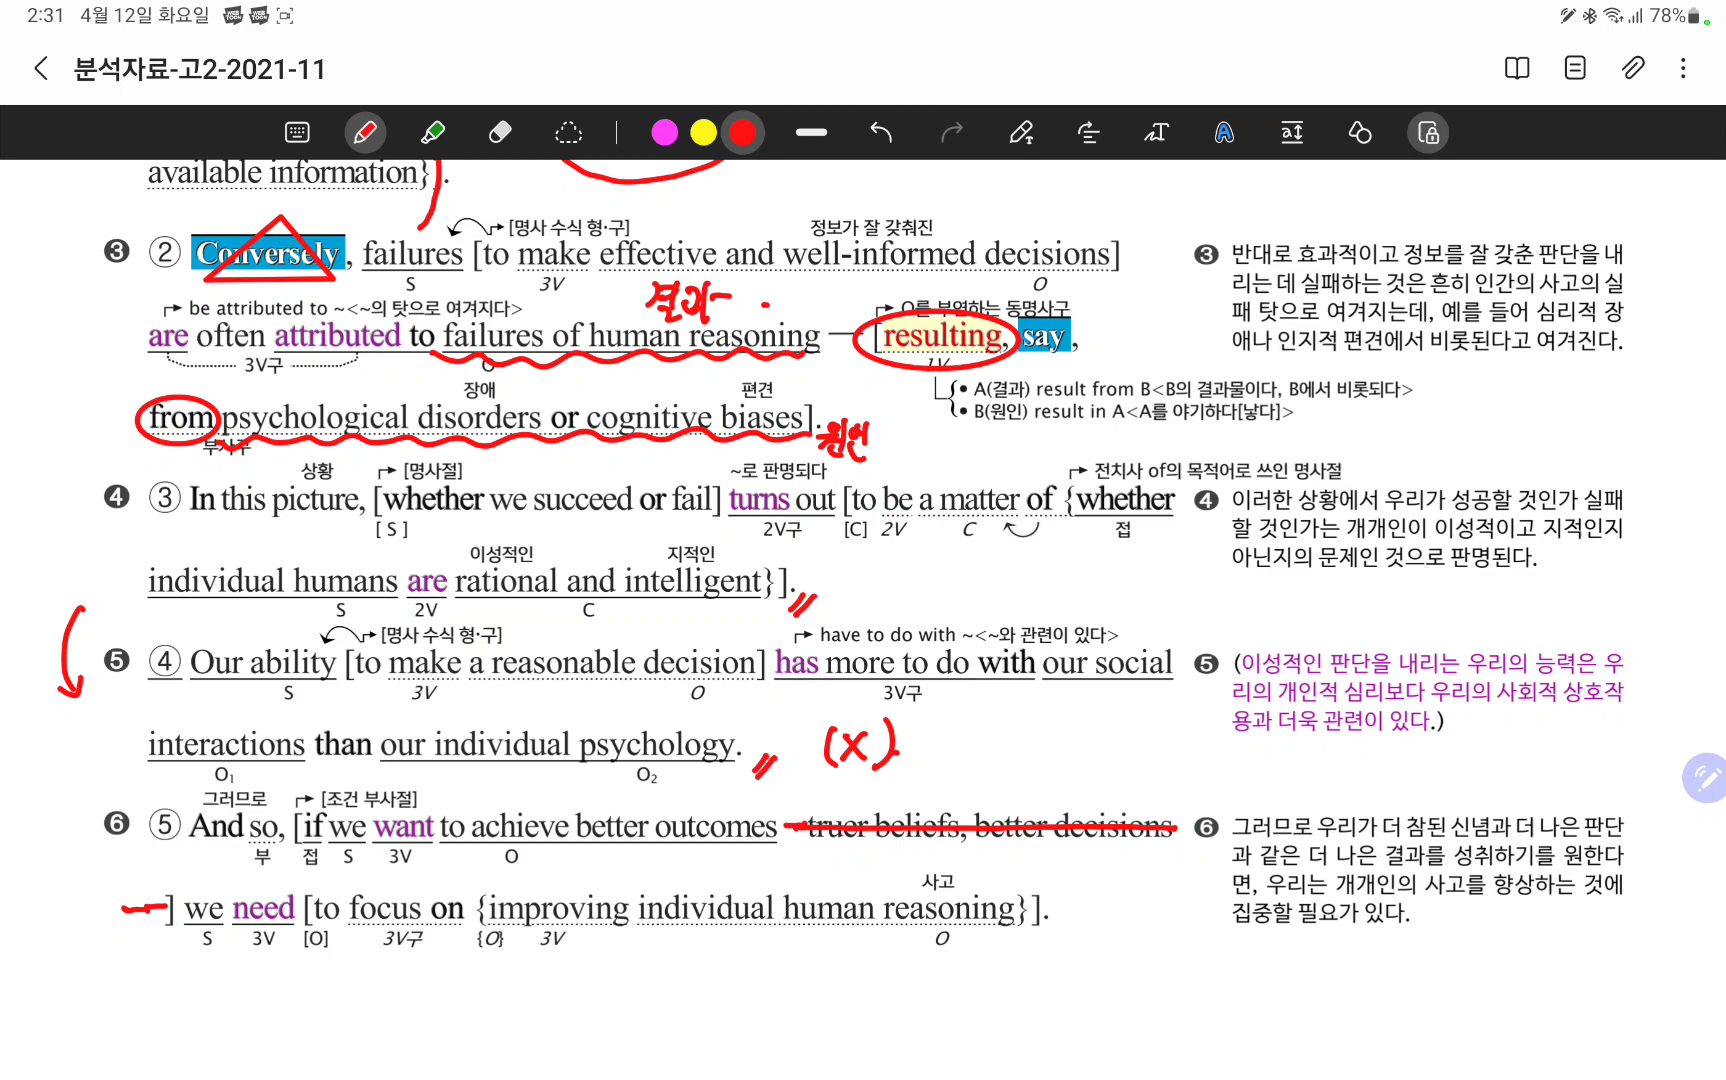 2:31 4월 12일 화요일 78%
분석자료-고2-2021-11
available information}.
[명사 수식 형·구] 정보가 잘 갖춰진
❸ ② Conversely, failures [to make effective and well-informed decisions]
S 3V O
결과
be attributed to ~<~의 탓으로 여겨지다> O를 부연하는 동명사구
are often attributed to failures of human reasoning — [resulting, say,
3V구 O 1V
장애 편견
A(결과) result from B<B의 결과물이다, B에서 비롯되다>
B(원인) result in A<A를 야기하다[낳다]>
from psychological disorders or cognitive biases].
부사구 원인
❸ 반대로 효과적이고 정보를 잘 갖춘 판단을 내
리는 데 실패하는 것은 흔히 인간의 사고의 실
패 탓으로 여겨지는데, 예를 들어 심리적 장
애나 인지적 편견에서 비롯된다고 여겨진다.
상황 [명사절] ~로 판명되다 전치사 of의 목적어로 쓰인 명사절
❹ ③ In this picture, [whether we succeed or fail] turns out [to be a matter of {whether
[ S ] 2V구 [C] 2V C 접
이성적인 지적인
individual humans are rational and intelligent}].
S 2V C
❹ 이러한 상황에서 우리가 성공할 것인가 실패
할 것인가는 개개인이 이성적이고 지적인지
아닌지의 문제인 것으로 판명된다.
[명사 수식 형·구] have to do with ~<~와 관련이 있다>
❺ ④ Our ability [to make a reasonable decision] has more to do with our social
S 3V O 3V구
interactions than our individual psychology. (X)
O₁ O₂
❺ (이성적인 판단을 내리는 우리의 능력은 우
리의 개인적 심리보다 우리의 사회적 상호작
용과 더욱 관련이 있다.)
그러므로 [조건 부사절]
❻ ⑤ And so, [if we want to achieve better outcomes — truer beliefs, better decisions
부 접 S 3V O
사고
—] we need [to focus on {improving individual human reasoning}].
S 3V [O] 3V구 {O} 3V O
❻ 그러므로 우리가 더 참된 신념과 더 나은 판단
과 같은 더 나은 결과를 성취하기를 원한다
면, 우리는 개개인의 사고를 향상하는 것에
집중할 필요가 있다.